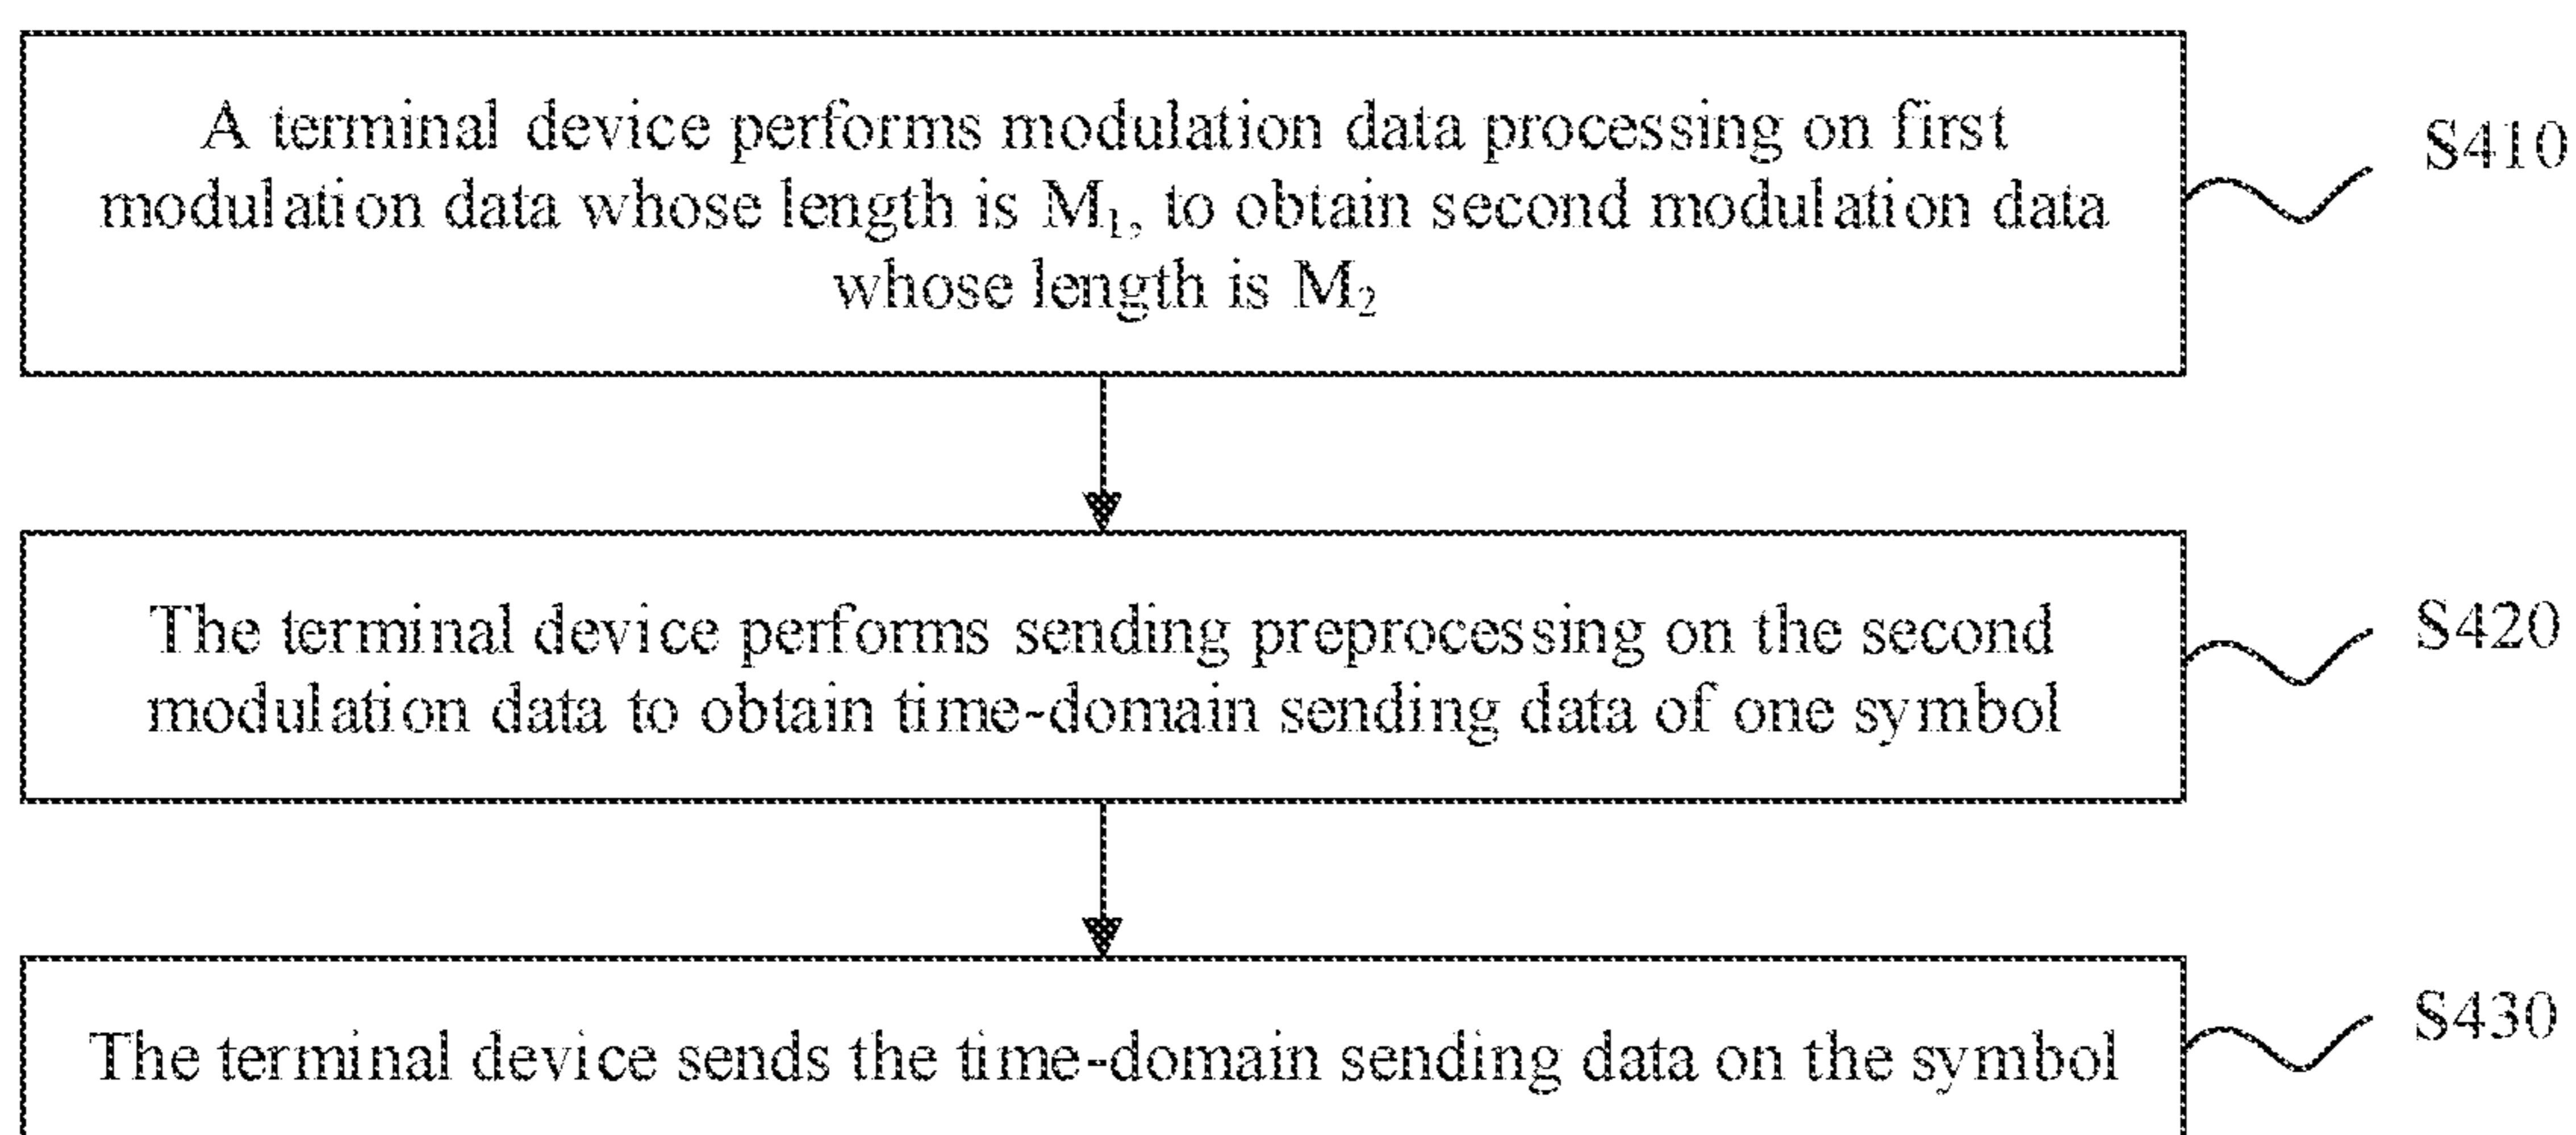 A terminal device performs modulation data processing on first
modulation data whose length is M₁, to obtain second modulation data
whose length is M₂
S410
The terminal device performs sending preprocessing on the second
modulation data to obtain time-domain sending data of one symbol
S420
The terminal device sends the time-domain sending data on the symbol
S430